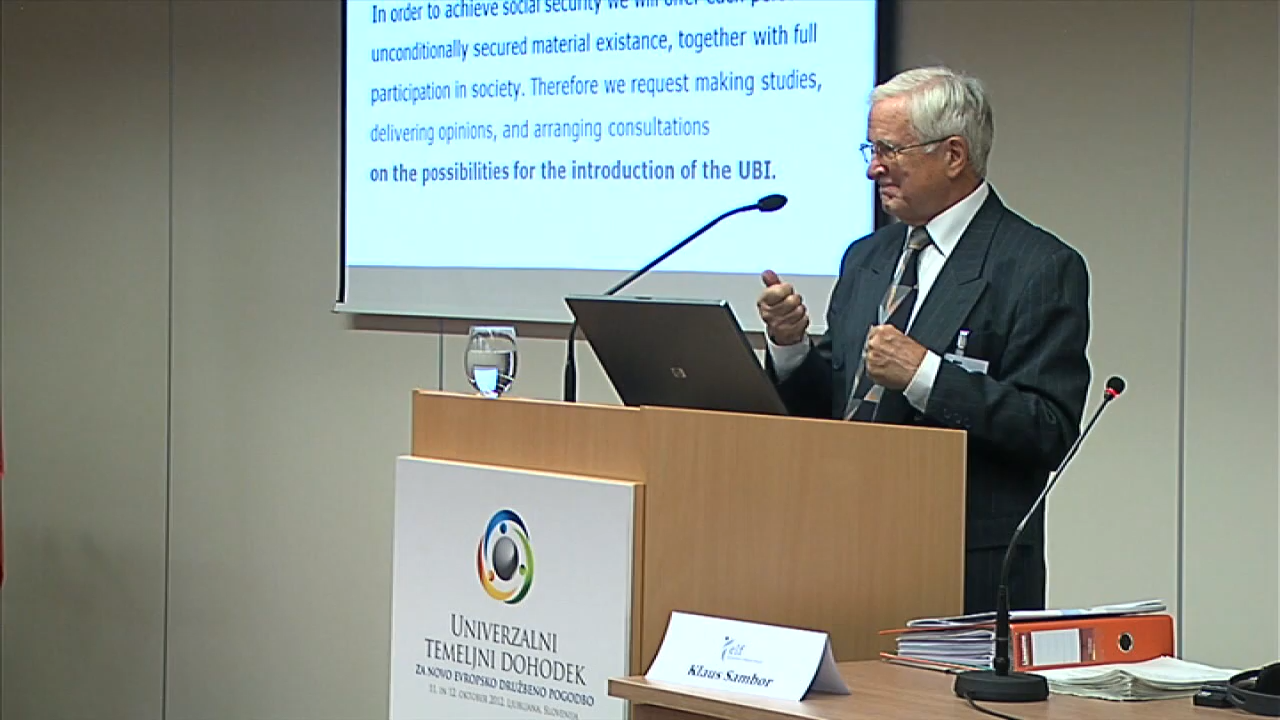 In order to achieve social security we will offer each
unconditionally secured material existance, together with full
participation in society. Therefore we request making studies,
delivering opinions, and arranging consultations
on the possibilities for the introduction of the UBI.
hp
UNIVERZALNI
TEMELJNI DOHODEK
ZA NOVO EVROPSKO DRUŽBENO POGODBO
11. IN 12. OKTOBER 2012, LJUBLJANA, SLOVENIJA
elf
Klaus Sambor